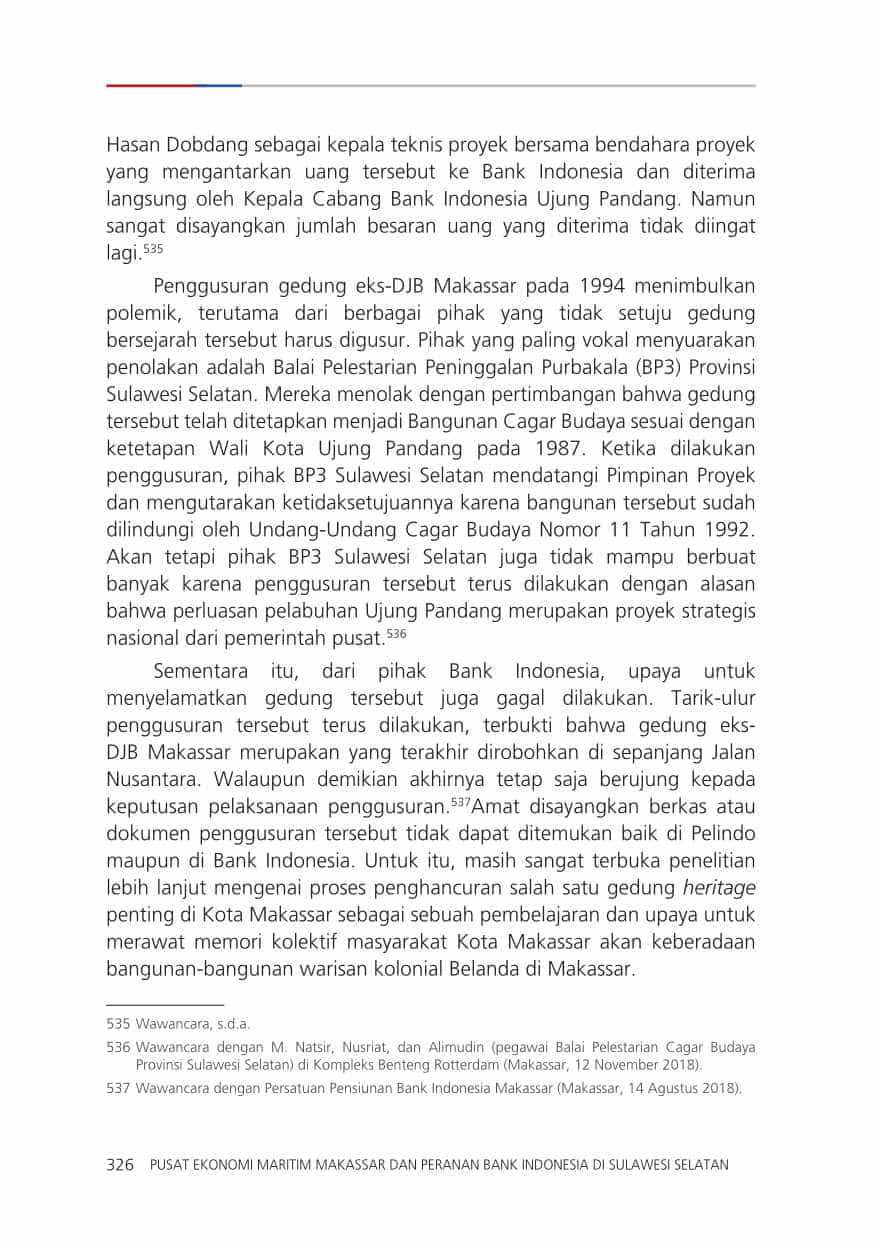 Hasan Dobdang sebagai kepala teknis proyek bersama bendahara proyek
yang mengantarkan uang tersebut ke Bank Indonesia dan diterima
langsung oleh Kepala Cabang Bank Indonesia Ujung Pandang. Namun
sangat disayangkan jumlah besaran uang yang diterima tidak diingat
lagi.535
Penggusuran gedung eks-DJB Makassar pada 1994 menimbulkan
polemik, terutama dari berbagai pihak yang tidak setuju gedung
bersejarah tersebut harus digusur. Pihak yang paling vokal menyuarakan
penolakan adalah Balai Pelestarian Peninggalan Purbakala (BP3) Provinsi
Sulawesi Selatan. Mereka menolak dengan pertimbangan bahwa gedung
tersebut telah ditetapkan menjadi Bangunan Cagar Budaya sesuai dengan
ketetapan Wali Kota Ujung Pandang pada 1987. Ketika dilakukan
penggusuran, pihak BP3 Sulawesi Selatan mendatangi Pimpinan Proyek
dan mengutarakan ketidaksetujuannya karena bangunan tersebut sudah
dilindungi oleh Undang-Undang Cagar Budaya Nomor 11 Tahun 1992.
Akan tetapi pihak BP3 Sulawesi Selatan juga tidak mampu berbuat
banyak karena penggusuran tersebut terus dilakukan dengan alasan
bahwa perluasan pelabuhan Ujung Pandang merupakan proyek strategis
nasional dari pemerintah pusat.536
Sementara itu, dari pihak Bank Indonesia, upaya untuk
menyelamatkan gedung tersebut juga gagal dilakukan. Tarik-ulur
penggusuran tersebut terus dilakukan, terbukti bahwa gedung eks-
DJB Makassar merupakan yang terakhir dirobohkan di sepanjang Jalan
Nusantara. Walaupun demikian akhirnya tetap saja berujung kepada
keputusan pelaksanaan penggusuran.537Amat disayangkan berkas atau
dokumen penggusuran tersebut tidak dapat ditemukan baik di Pelindo
maupun di Bank Indonesia. Untuk itu, masih sangat terbuka penelitian
lebih lanjut mengenai proses penghancuran salah satu gedung heritage
penting di Kota Makassar sebagai sebuah pembelajaran dan upaya untuk
merawat memori kolektif masyarakat Kota Makassar akan keberadaan
bangunan-bangunan warisan kolonial Belanda di Makassar.
535 Wawancara, s.d.a.
536 Wawancara dengan M. Natsir, Nusriat, dan Alimudin (pegawai Balai Pelestarian Cagar Budaya
Provinsi Sulawesi Selatan) di Kompleks Benteng Rotterdam (Makassar, 12 November 2018).
537 Wawancara dengan Persatuan Pensiunan Bank Indonesia Makassar (Makassar, 14 Agustus 2018).
326 PUSAT EKONOMI MARITIM MAKASSAR DAN PERANAN BANK INDONESIA DI SULAWESI SELATAN